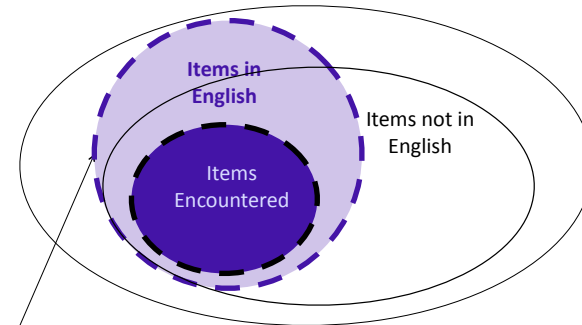 Items in
English
Items not in
English
Items
Encountered